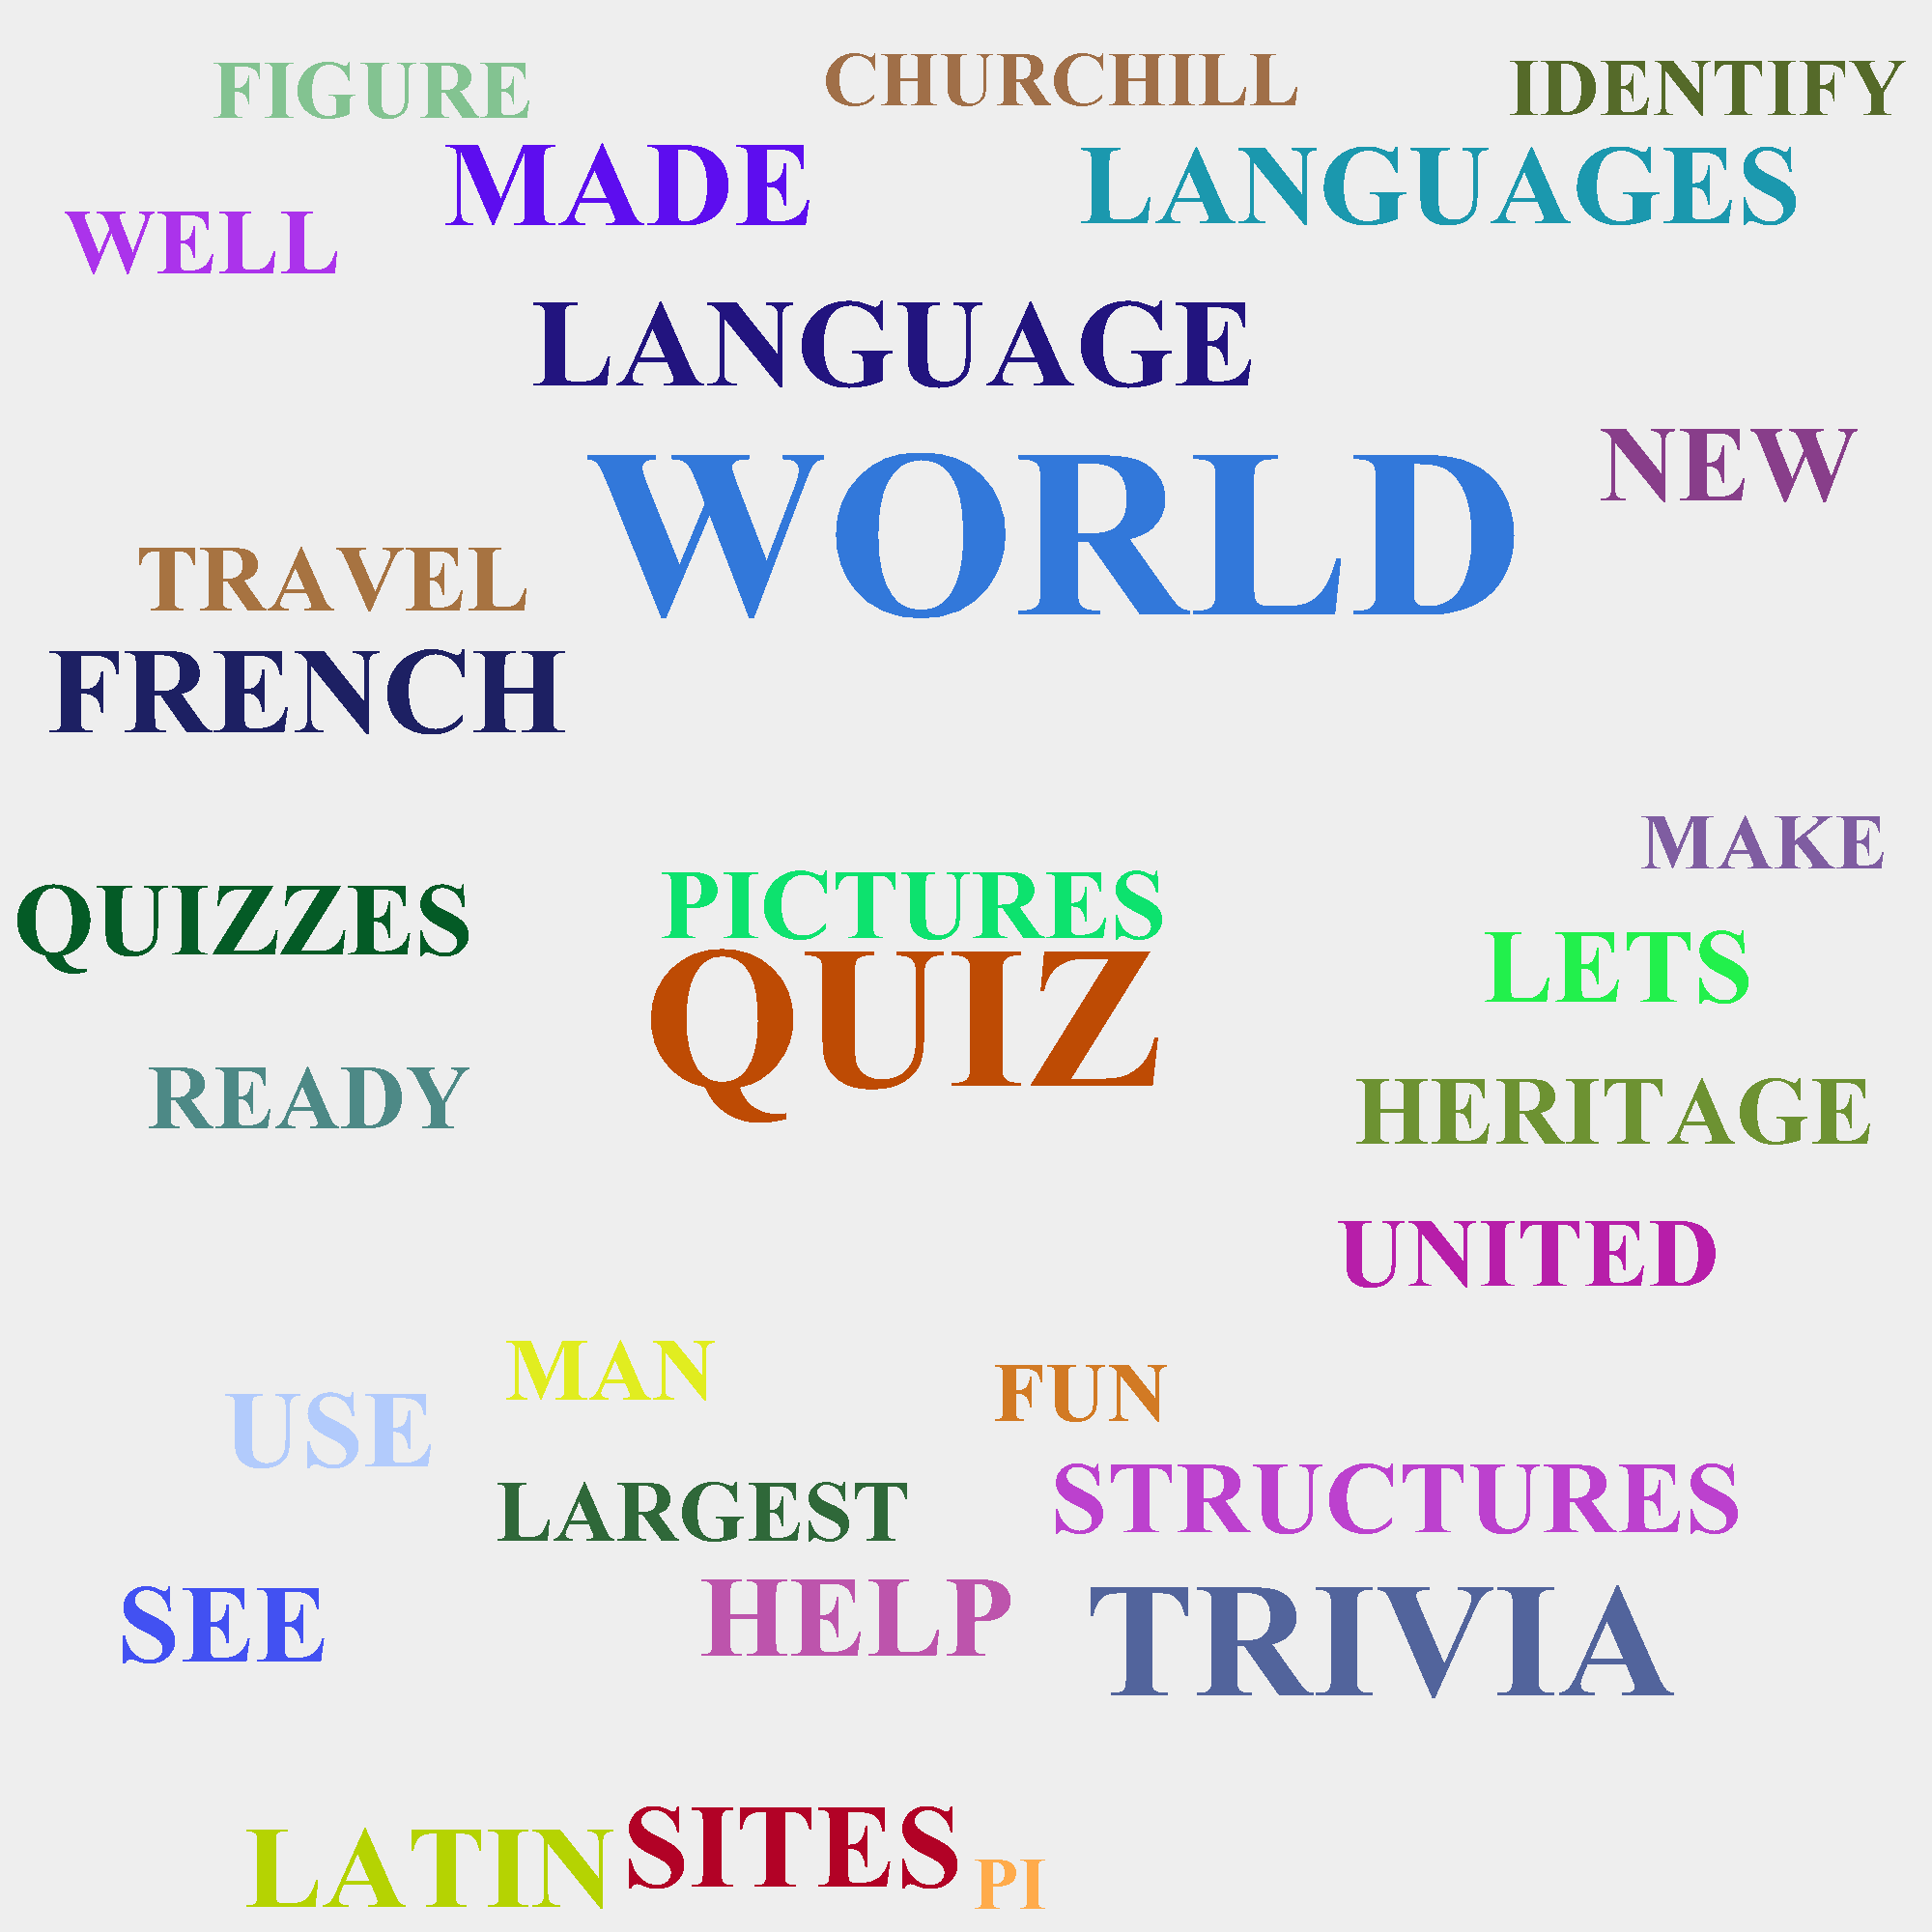 FIGURE CHURCHILL IDENTIFY
MADE LANGUAGES
WELL
LANGUAGE
NEW
WORLD
TRAVEL
FRENCH
MAKE
QUIZZES PICTURES
LETS
QUIZ
READY HERITAGE
UNITED
MAN FUN
USE
LARGEST STRUCTURES
SEE HELP TRIVIA
LATIN SITES PI